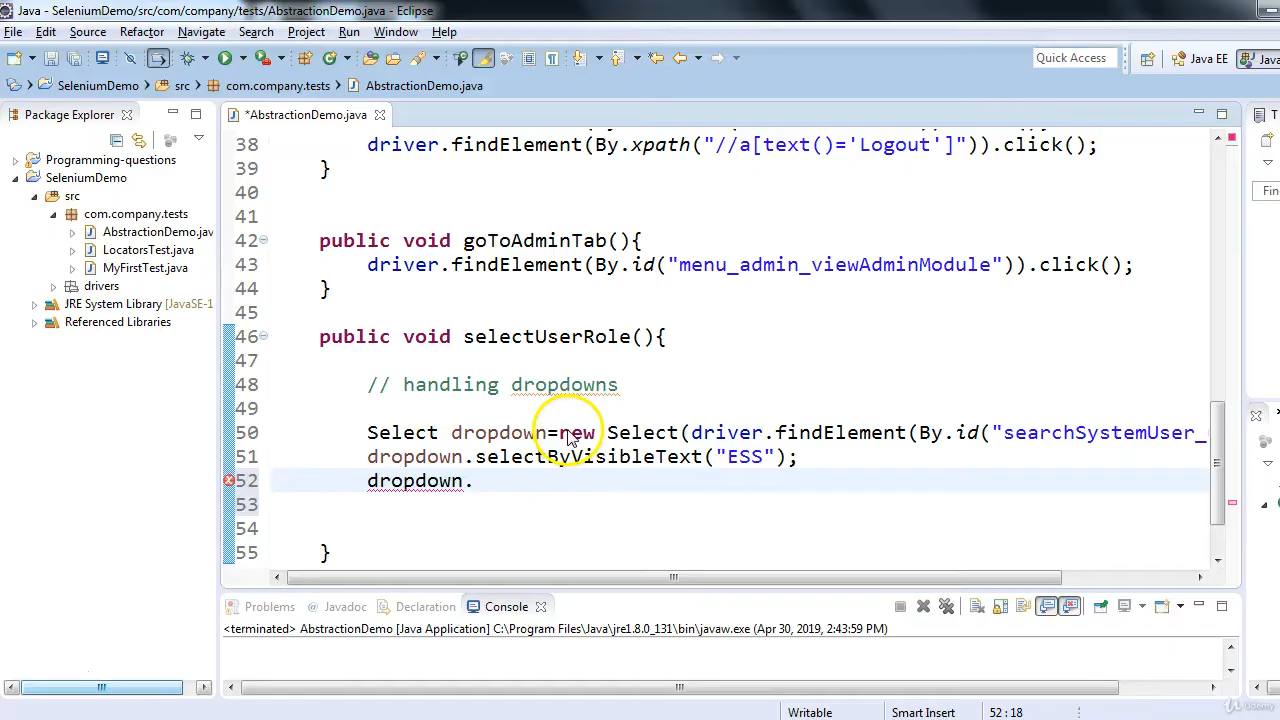 Java - SeleniumDemo/src/com/company/tests/AbstractionDemo.java - Eclipse
File Edit Source Refactor Navigate Search Project Run Window Help
Quick Access Java EE Java
SeleniumDemo src com.company.tests AbstractionDemo.java
Package Explorer
*AbstractionDemo.java
Programming-questions
SeleniumDemo
src
com.company.tests
AbstractionDemo.jav
LocatorsTest.java
MyFirstTest.java
drivers
JRE System Library [JavaSE-1
Referenced Libraries
38 driver.findElement(By.xpath("//a[text()='Logout']")).click();
39 }
40
41
42 public void goToAdminTab(){
43 driver.findElement(By.id("menu_admin_viewAdminModule")).click();
44 }
45
46 public void selectUserRole(){
47
48 // handling dropdowns
49
50 Select dropdown=new Select(driver.findElement(By.id("searchSystemUser_
51 dropdown.selectByVisibleText("ESS");
52 dropdown.
53
54
55 }
Fin
Problems @ Javadoc Declaration Console
<terminated> AbstractionDemo [Java Application] C:\Program Files\Java\jre1.8.0_131\bin\javaw.exe (Apr 30, 2019, 2:43:59 PM)
Writable Smart Insert 52 : 18
Udemy